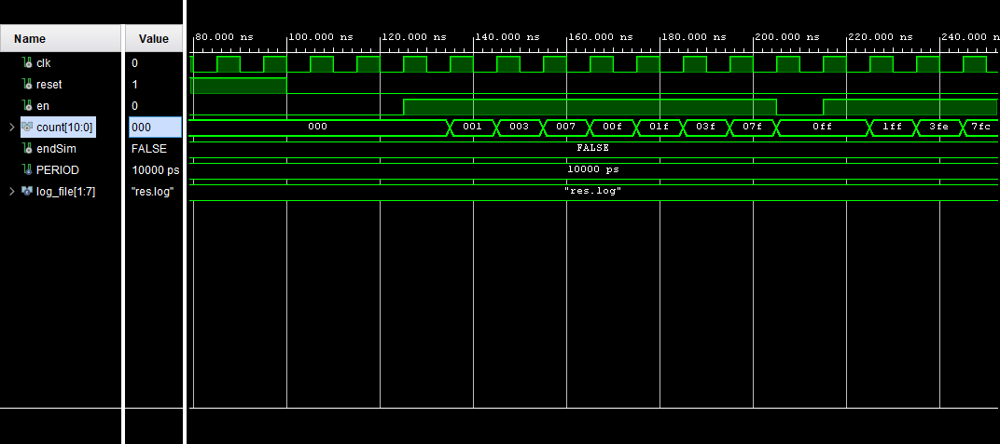 Name Value 80.000 ns 100.000 ns 120.000 ns 140.000 ns 160.000 ns 180.000 ns 200.000 ns 220.000 ns 240.000 n
clk 0
reset 1
en 0
count[10:0] 000 000 001 003 007 00f 01f 03f 07f 0ff 1ff 3fe 7fc
endSim FALSE FALSE
PERIOD 10000 ps 10000 ps
log_file[1:7] "res.log" "res.log"